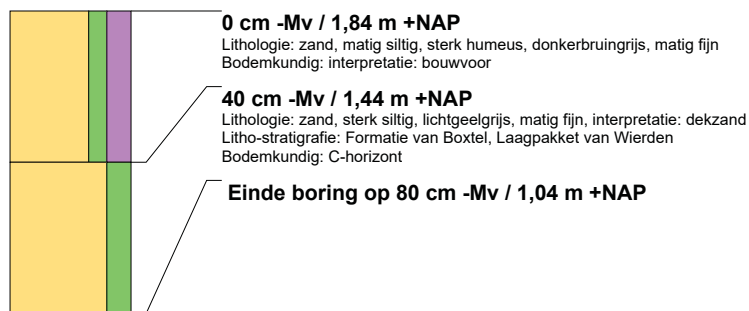 0 cm -Mv / 1,84 m +NAP
Lithologie: zand, matig siltig, sterk humeus, donkerbruingrijs, matig fijn
Bodemkundig: interpretatie: bouwvoor
40 cm -Mv / 1,44 m +NAP
Lithologie: zand, sterk siltig, lichtgeelgrijs, matig fijn, interpretatie: dekzand
Litho-stratigrafie: Formatie van Boxtel, Laagpakket van Wierden
Bodemkundig: C-horizont
Einde boring op 80 cm -Mv / 1,04 m +NAP